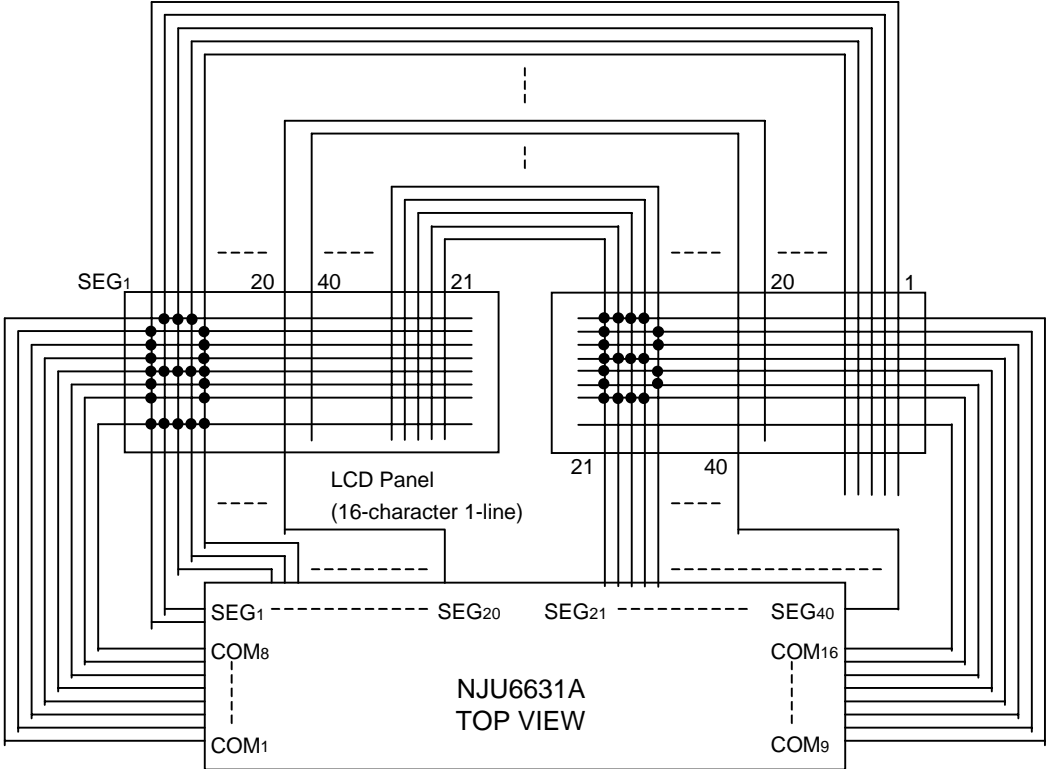 SEG1 20 40 21 20 1
21 40
LCD Panel
(16-character 1-line)
SEG1 SEG20 SEG21 SEG40
COM8 COM16
NJU6631A
TOP VIEW
COM1 COM9